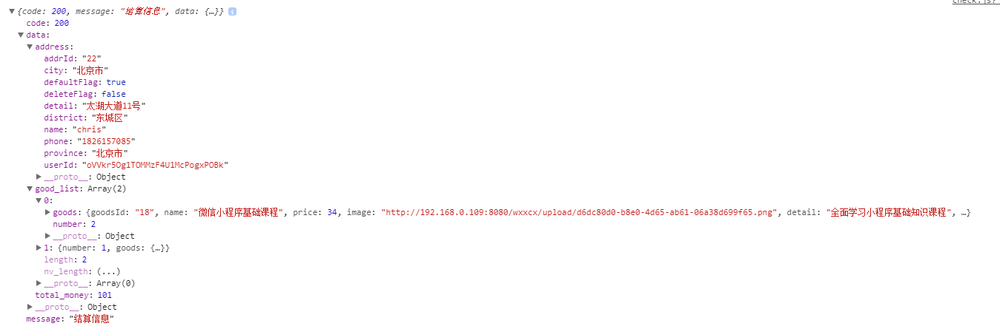 check.js?
▼{code: 200, message: "结算信息", data: {…}}
code: 200
▼data:
▼address:
addrId: "22"
city: "北京市"
defaultFlag: true
deleteFlag: false
detail: "太湖大道11号"
district: "东城区"
name: "chris"
phone: "1826157085"
province: "北京市"
userId: "oVVkr5Og1TOMMzF4U1McPogxPOBk"
▶__proto__: Object
▼good_list: Array(2)
▼0:
▶goods: {goodsId: "18", name: "微信小程序基础课程", price: 34, image: "http://192.168.0.109:8080/wxxcx/upload/d6dc80d0-b8e0-4d65-ab61-06a38d699f65.png", detail: "全面学习小程序基础知识课程", …}
number: 2
▶__proto__: Object
▶1: {number: 1, goods: {…}}
length: 2
nv_length: (...)
▶__proto__: Array(0)
total_money: 101
▶__proto__: Object
message: "结算信息"